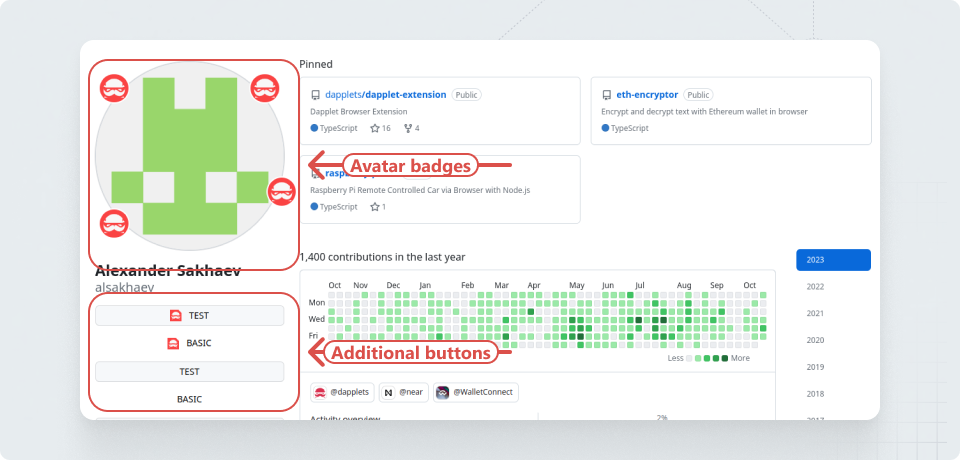 Pinned
dapplets/dapplet-extension Public
Dapplet Browser Extension
TypeScript 16 4
eth-encryptor Public
Encrypt and decrypt text with Ethereum wallet in browser
TypeScript
Avatar badges
Raspberry Pi Remote Controlled Car via Browser with Node.js
TypeScript 1
Alexander Sakhaev
alsakhaev
TEST
BASIC
TEST
BASIC
1,400 contributions in the last year
Oct Nov Dec Jan Feb Mar Apr May Jun Jul Aug Sep Oct
Mon
Wed
Fri
Additional buttons
Less More
@dapplets @near @WalletConnect
Activity overview
2%
2023
2022
2021
2020
2019
2018
2017